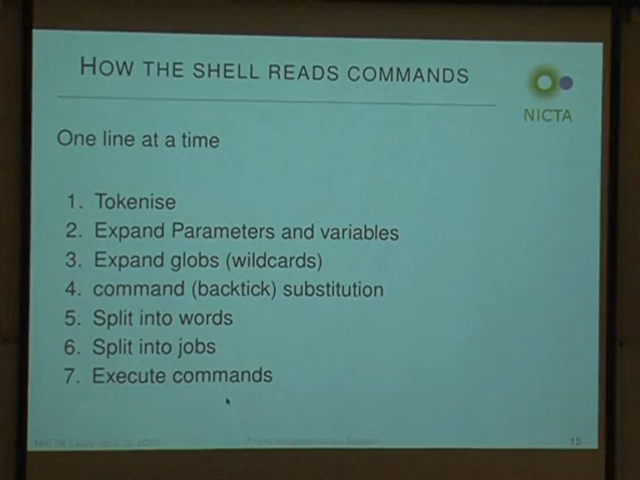 HOW THE SHELL READS COMMANDS
NICTA
One line at a time
1. Tokenise
2. Expand Parameters and variables
3. Expand globs (wildcards)
4. command (backtick) substitution
5. Split into words
6. Split into jobs
7. Execute commands
15